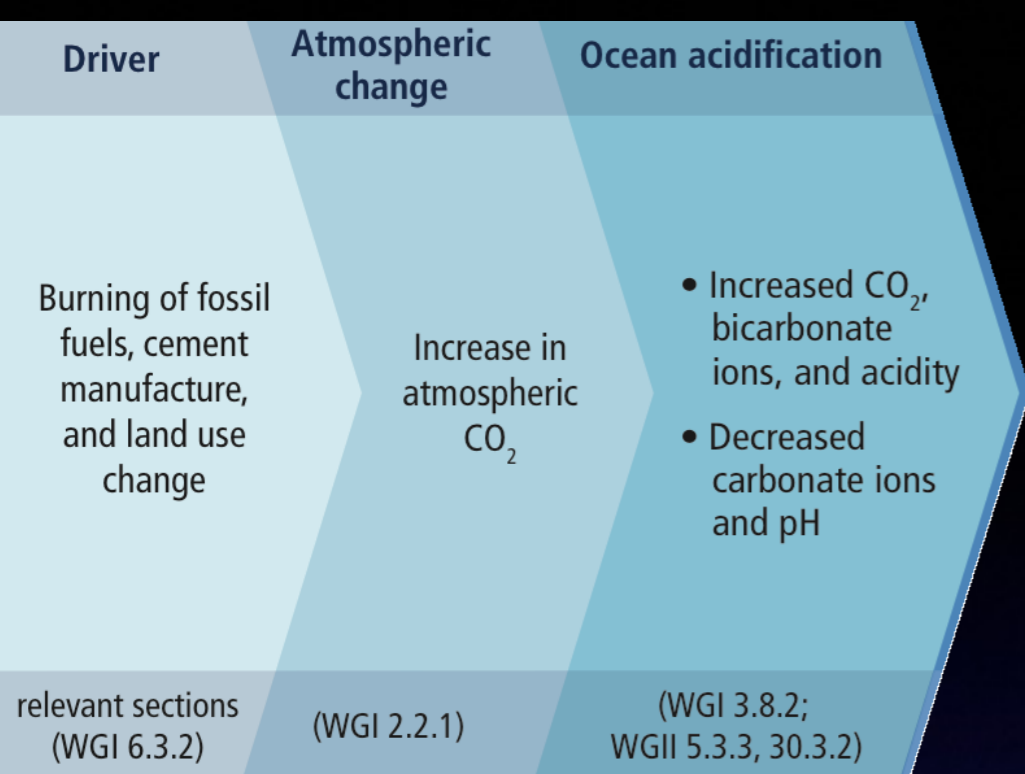 Driver
Atmospheric
change
Ocean acidification
Burning of fossil
fuels, cement
manufacture,
and land use
change
Increase in
atmospheric
CO₂
• Increased CO₂,
bicarbonate
ions, and acidity
• Decreased
carbonate ions
and pH
relevant sections
(WGI 6.3.2)
(WGI 2.2.1)
(WGI 3.8.2;
WGII 5.3.3, 30.3.2)